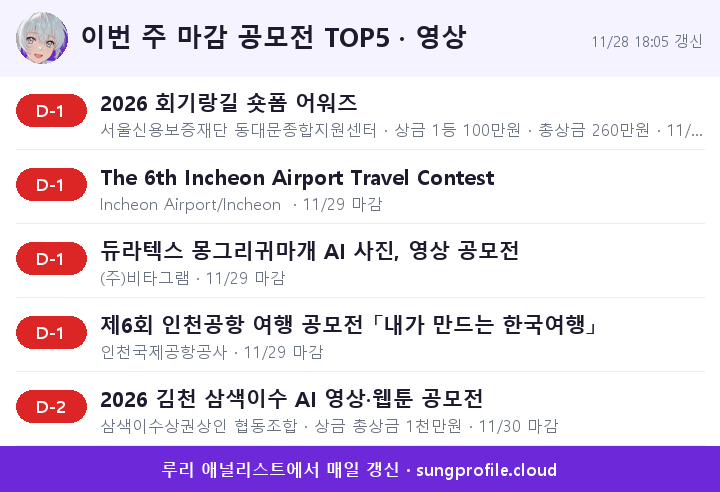 이번 주 마감 공모전 TOP5 · 영상
11/28 18:05 갱신
D-1
2026 회기랑길 숏폼 어워즈
서울신용보증재단 동대문종합지원센터 · 상금 1등 100만원 · 총상금 260만원 · 11/...
D-1
The 6th Incheon Airport Travel Contest
Incheon Airport/Incheon · 11/29 마감
D-1
듀라텍스 몽그리귀마개 AI 사진, 영상 공모전
(주)비타그램 · 11/29 마감
D-1
제6회 인천공항 여행 공모전 「내가 만드는 한국여행」
인천국제공항공사 · 11/29 마감
D-2
2026 김천 삼색이수 AI 영상·웹툰 공모전
삼색이수상권상인 협동조합 · 상금 총상금 1천만원 · 11/30 마감
루리 애널리스트에서 매일 갱신 · sungprofile.cloud